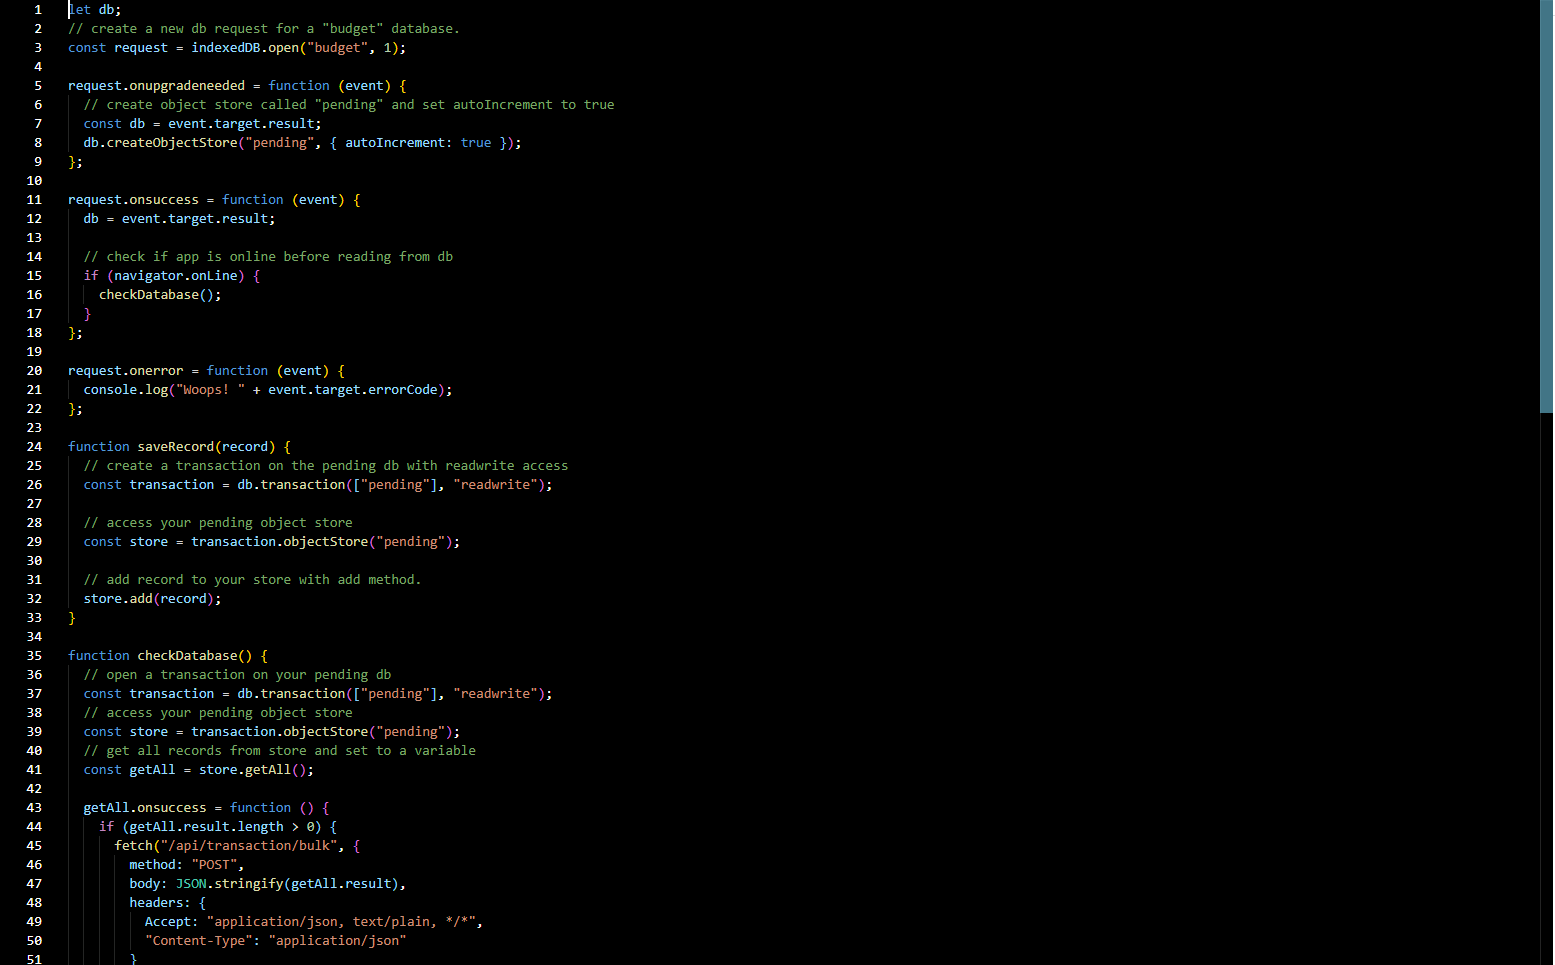 1 let db;
2 // create a new db request for a "budget" database.
3 const request = indexedDB.open("budget", 1);
4
5 request.onupgradeneeded = function (event) {
6 // create object store called "pending" and set autoIncrement to true
7 const db = event.target.result;
8 db.createObjectStore("pending", { autoIncrement: true });
9 };
10
11 request.onsuccess = function (event) {
12 db = event.target.result;
13
14 // check if app is online before reading from db
15 if (navigator.onLine) {
16 checkDatabase();
17 }
18 };
19
20 request.onerror = function (event) {
21 console.log("Woops! " + event.target.errorCode);
22 };
23
24 function saveRecord(record) {
25 // create a transaction on the pending db with readwrite access
26 const transaction = db.transaction(["pending"], "readwrite");
27
28 // access your pending object store
29 const store = transaction.objectStore("pending");
30
31 // add record to your store with add method.
32 store.add(record);
33 }
34
35 function checkDatabase() {
36 // open a transaction on your pending db
37 const transaction = db.transaction(["pending"], "readwrite");
38 // access your pending object store
39 const store = transaction.objectStore("pending");
40 // get all records from store and set to a variable
41 const getAll = store.getAll();
42
43 getAll.onsuccess = function () {
44 if (getAll.result.length > 0) {
45 fetch("/api/transaction/bulk", {
46 method: "POST",
47 body: JSON.stringify(getAll.result),
48 headers: {
49 Accept: "application/json, text/plain, */*",
50 "Content-Type": "application/json"
51 }